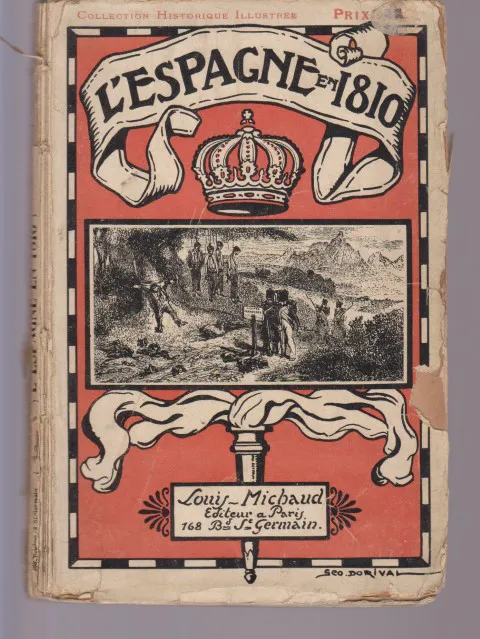 Collection Historique Illustrée PRIX
L'ESPAGNE EN 1810
Louis-Michaud
Editeur a Paris
168 Bd St Germain.
GEO. DORIVAL